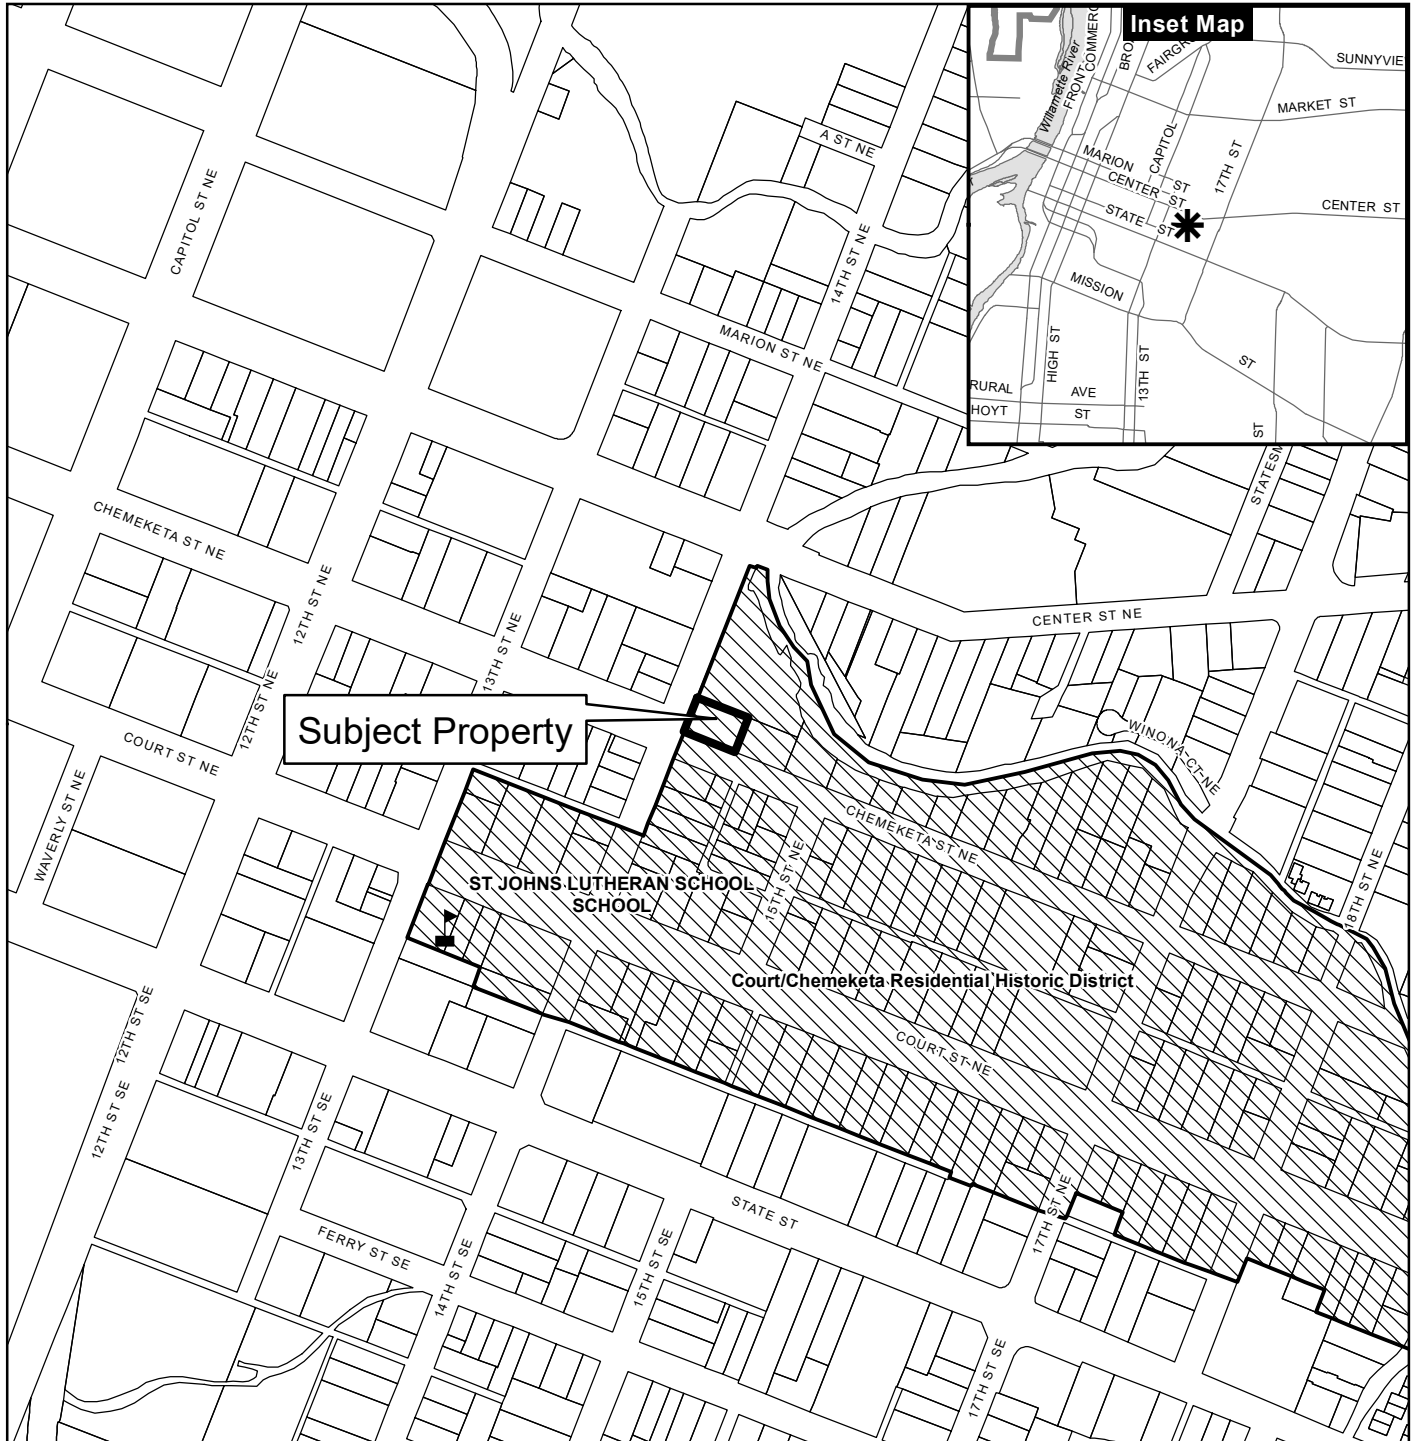 Inset Map
SUNNYVIE
FRONT
COMMERC
BRO
FAIRGR
Willamette River
MARKET ST
CAPITOL
17TH ST
MARION ST
CENTER ST
CENTER ST
STATE ST
MISSION
ST
HIGH ST
13TH ST
RURAL AVE
HOYT ST
ST
A ST NE
CAPITOL ST NE
14TH ST NE
MARION ST NE
STATESM
CHEMEKETA ST NE
12TH ST NE
13TH ST NE
CENTER ST NE
12TH ST NE
Subject Property
COURT ST NE
WINONA CT NE
WAVERLY ST NE
CHEMEKETA ST NE
15TH ST NE
18TH ST NE
ST JOHNS LUTHERAN SCHOOL
SCHOOL
Court/Chemeketa Residential Historic District
12TH ST SE
COURT ST NE
12TH ST SE
13TH ST SE
STATE ST
17TH ST NE
FERRY ST SE
14TH ST SE
15TH ST SE
17TH ST SE